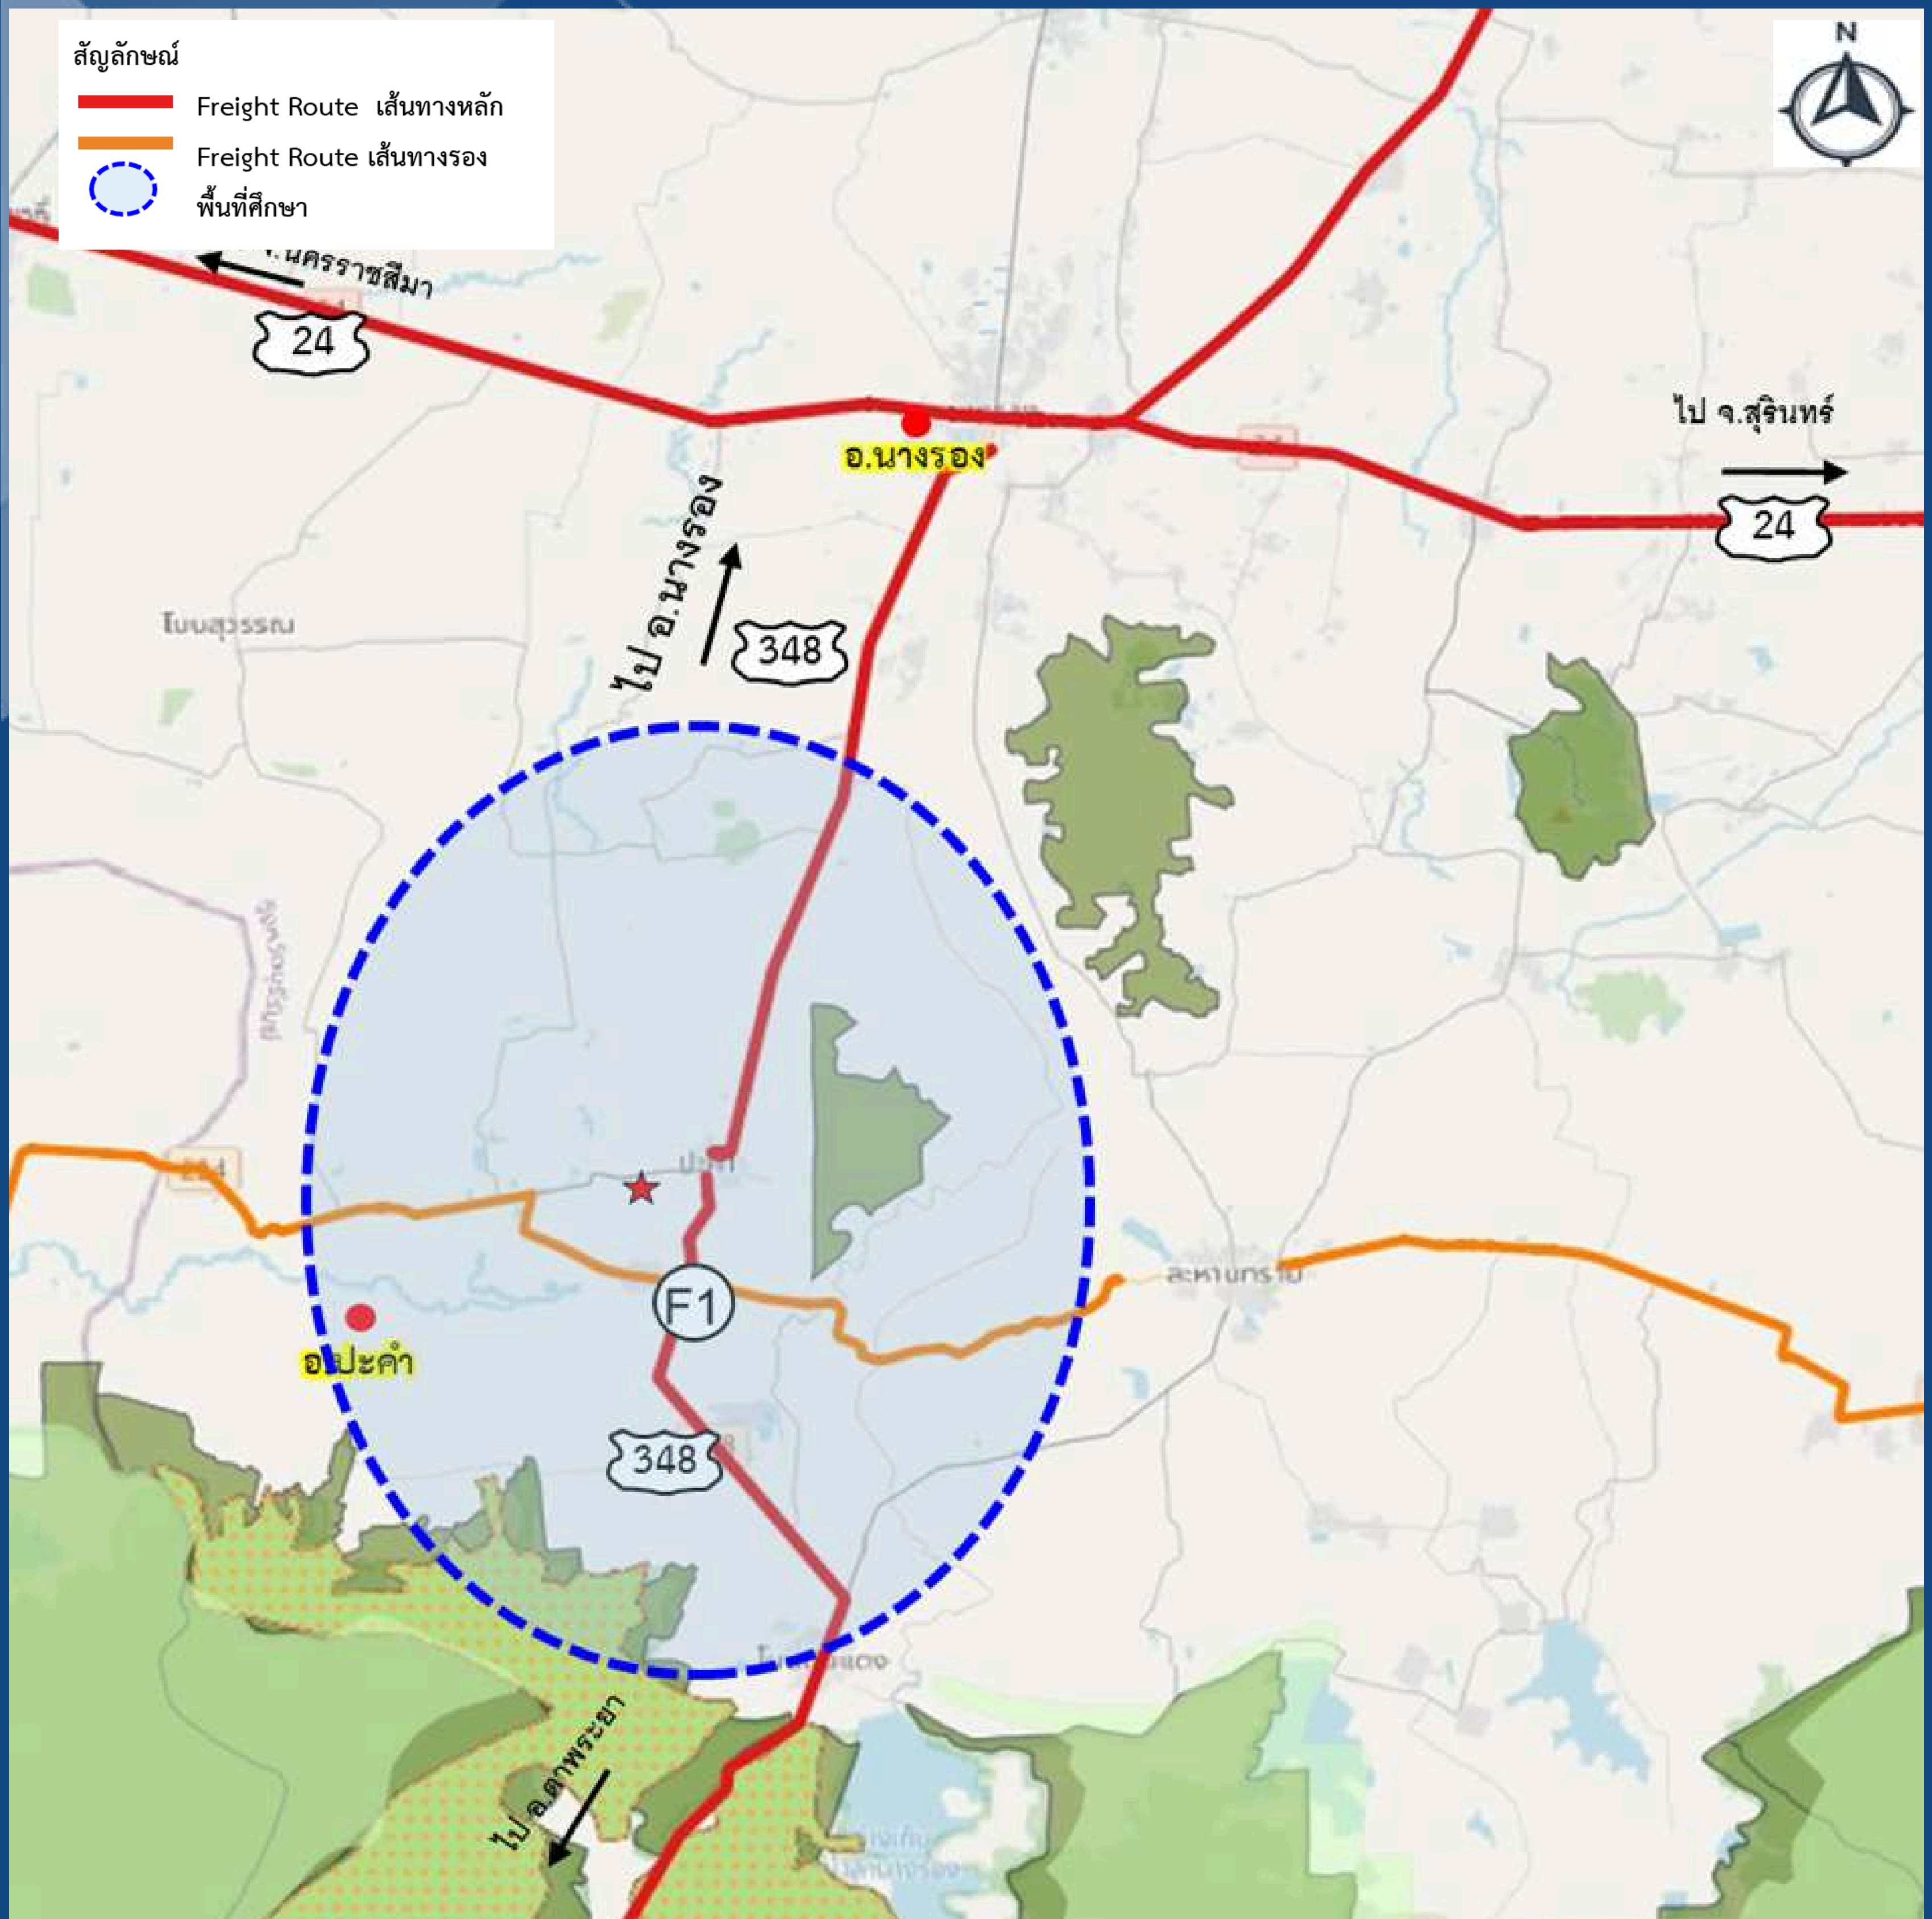 N
สัญลักษณ์
Freight Route เส้นทางหลัก
Freight Route เส้นทางรอง
พื้นที่ศึกษา
จ.นครราชสีมา
24
ไป จ.สุรินทร์
24
อ.นางรอง
ไป อ.นางรอง
348
โนนสุวรรณ
ปะคำ
F1
ละหานทราย
อ.ปะคำ
348
ไป อ.ตาพระยา